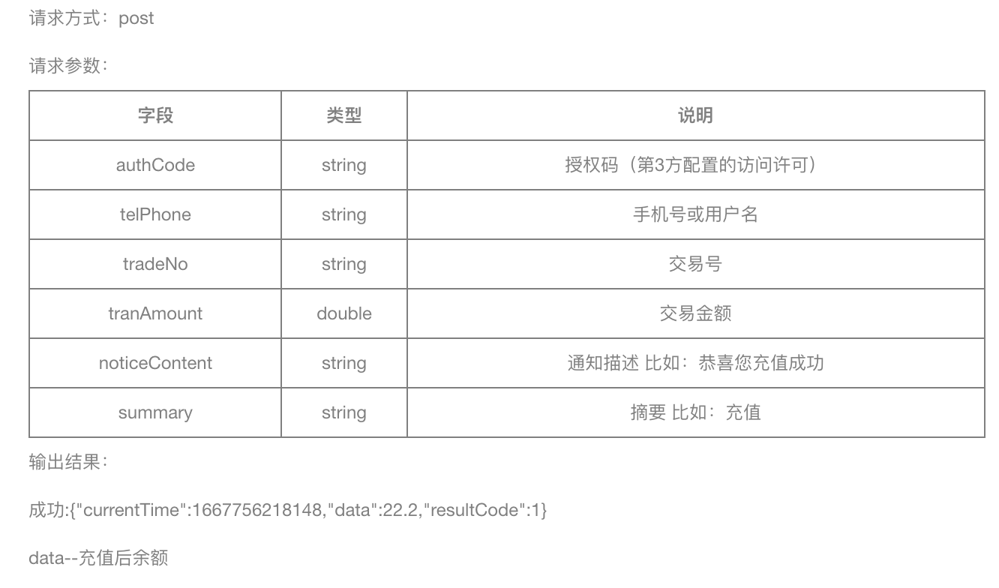 请求方式：post
请求参数：
字段 类型 说明
authCode string 授权码（第3方配置的访问许可）
telPhone string 手机号或用户名
tradeNo string 交易号
tranAmount double 交易金额
noticeContent string 通知描述 比如：恭喜您充值成功
summary string 摘要 比如：充值
输出结果：
成功:{"currentTime":1667756218148,"data":22.2,"resultCode":1}
data--充值后余额